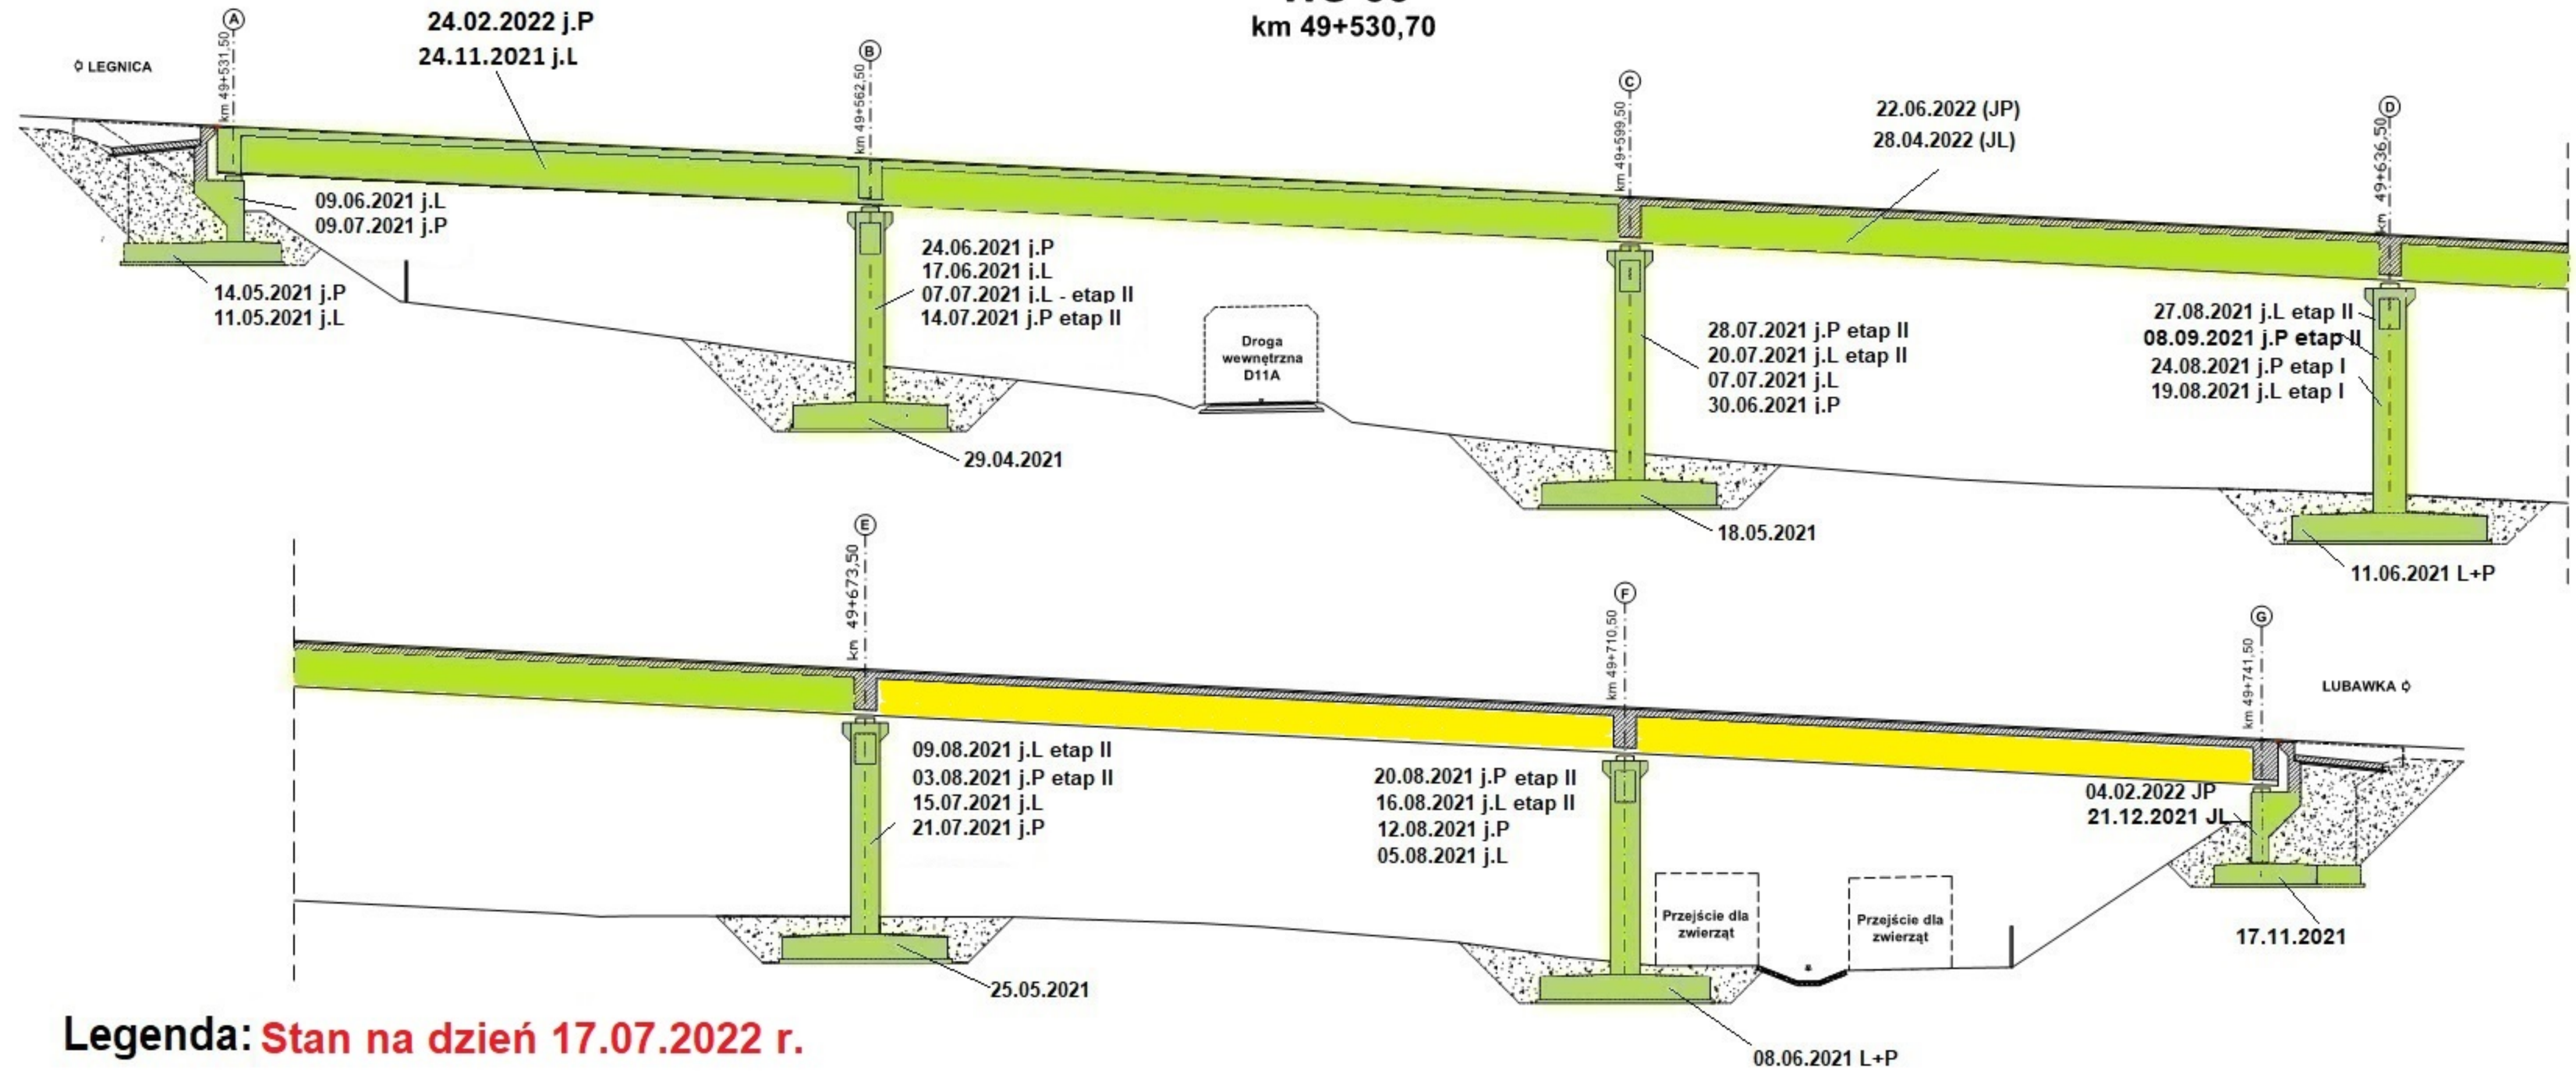 km 49+530,70
A
km 49+531,50
LEGNICA
24.02.2022 j.P
24.11.2021 j.L
B
km 49+562,50
C
km 49+599,50
22.06.2022 (JP)
28.04.2022 (JL)
D
km 49+636,50
09.06.2021 j.L
09.07.2021 j.P
14.05.2021 j.P
11.05.2021 j.L
24.06.2021 j.P
17.06.2021 j.L
07.07.2021 j.L - etap II
14.07.2021 j.P etap II
29.04.2021
Droga
wewnętrzna
D11A
28.07.2021 j.P etap II
20.07.2021 j.L etap II
07.07.2021 j.L
30.06.2021 j.P
18.05.2021
27.08.2021 j.L etap II
08.09.2021 j.P etap II
24.08.2021 j.P etap I
19.08.2021 j.L etap I
11.06.2021 L+P
E
km 49+673,50
F
km 49+710,50
G
km 49+741,50
LUBAWKA
09.08.2021 j.L etap II
03.08.2021 j.P etap II
15.07.2021 j.L
21.07.2021 j.P
25.05.2021
20.08.2021 j.P etap II
16.08.2021 j.L etap II
12.08.2021 j.P
05.08.2021 j.L
Przejście dla
zwierząt
Przejście dla
zwierząt
08.06.2021 L+P
04.02.2022 JP
21.12.2021 JL
17.11.2021
Legenda: Stan na dzień 17.07.2022 r.